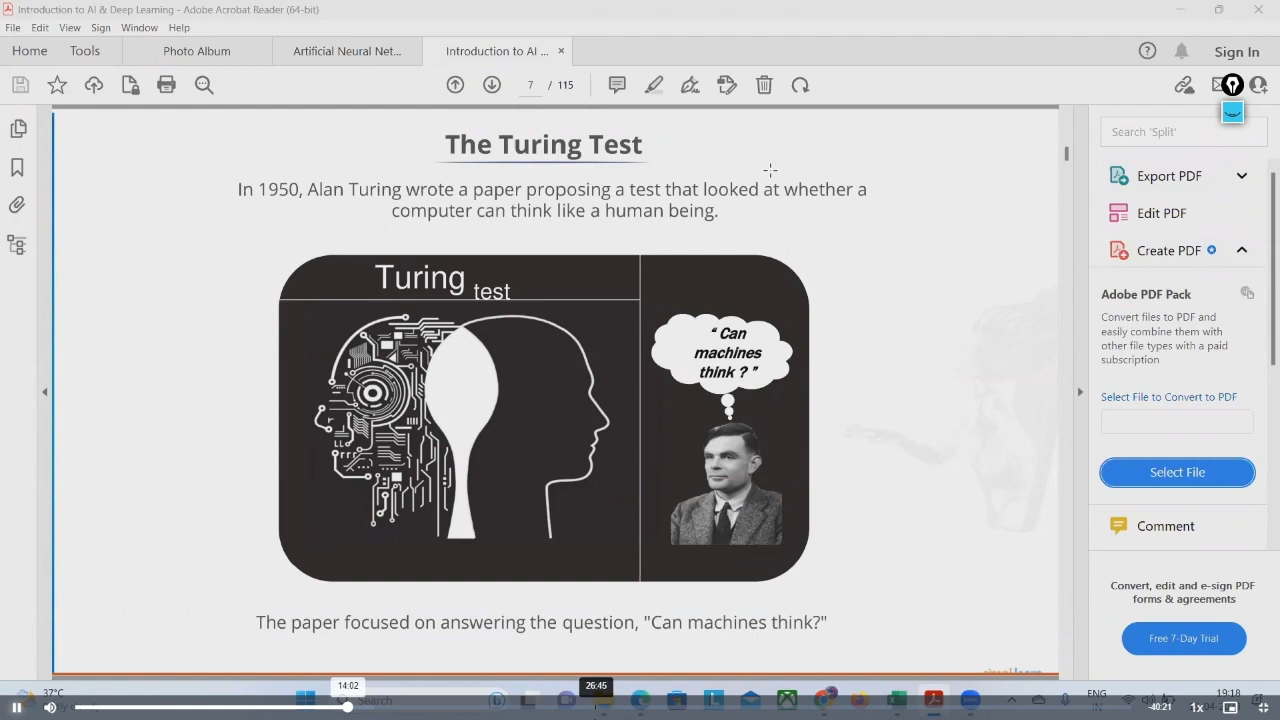 Introduction to AI & Deep Learning - Adobe Acrobat Reader (64-bit)
File Edit View Sign Window Help
Home Tools Photo Album Artificial Neural Net... Introduction to AI ... × Sign In
7 / 115
The Turing Test
In 1950, Alan Turing wrote a paper proposing a test that looked at whether a
computer can think like a human being.
Turing test
“ Can
machines
think ? ”
The paper focused on answering the question, "Can machines think?"
Search 'Split'
Export PDF
Edit PDF
Create PDF
Adobe PDF Pack
Convert files to PDF and
easily combine them with
other file types with a paid
subscription
Select File to Convert to PDF
Select File
Comment
Convert, edit and e-sign PDF
forms & agreements
Free 7-Day Trial
37°C
14:02
Search
26:45
ENG
IN
19:18
-40:21
1x